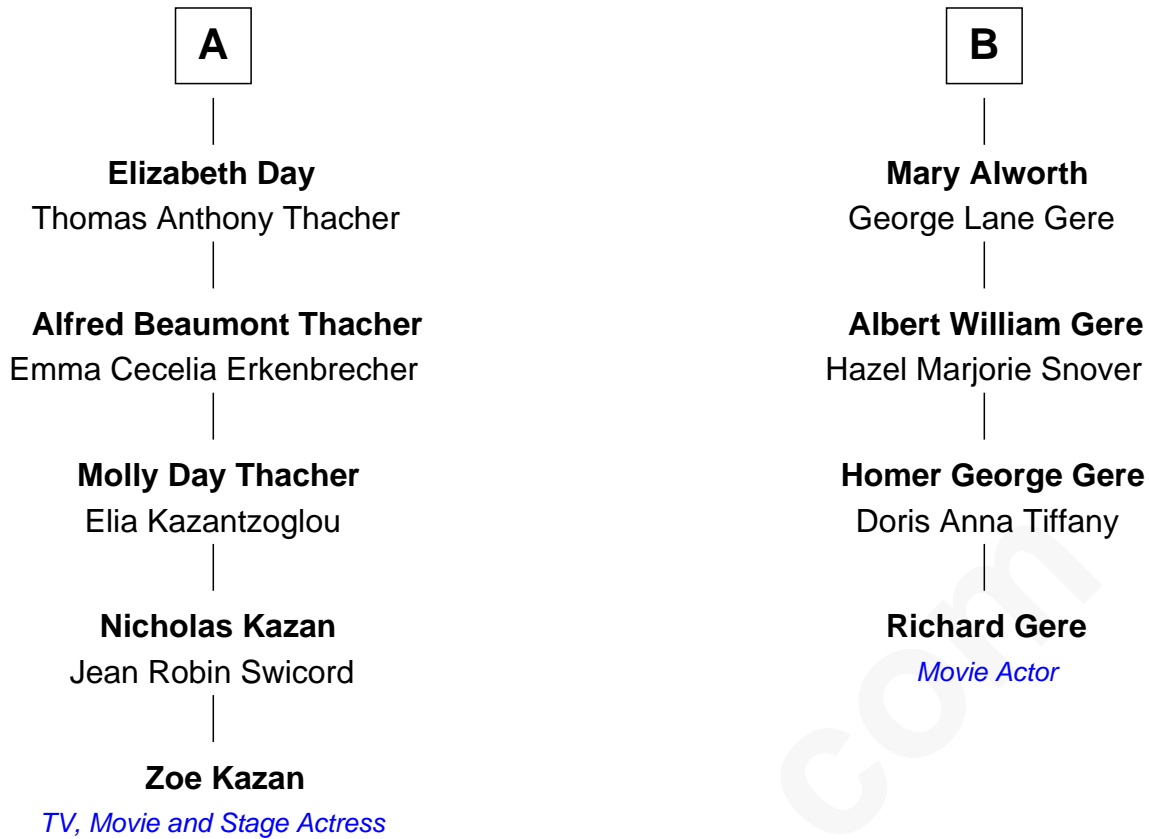 A
Elizabeth Day
Thomas Anthony Thacher
Alfred Beaumont Thacher
Emma Cecelia Erkenbrecher
Molly Day Thacher
Elia Kazantzoglou
Nicholas Kazan
Jean Robin Swicord
Zoe Kazan
TV, Movie and Stage Actress
B
Mary Alworth
George Lane Gere
Albert William Gere
Hazel Marjorie Snover
Homer George Gere
Doris Anna Tiffany
Richard Gere
Movie Actor
com